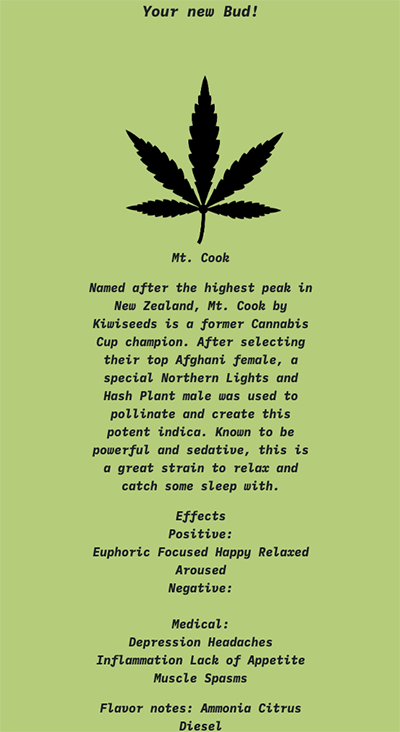 Your new Bud!
Mt. Cook
Named after the highest peak in
New Zealand, Mt. Cook by
Kiwiseeds is a former Cannabis
Cup champion. After selecting
their top Afghani female, a
special Northern Lights and
Hash Plant male was used to
pollinate and create this
potent indica. Known to be
powerful and sedative, this is
a great strain to relax and
catch some sleep with.
Effects
Positive:
Euphoric Focused Happy Relaxed
Aroused
Negative:
Medical:
Depression Headaches
Inflammation Lack of Appetite
Muscle Spasms
Flavor notes: Ammonia Citrus
Diesel